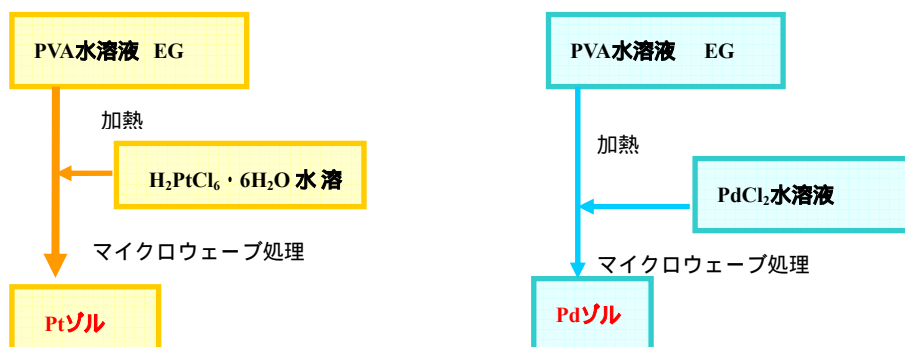 PVA水溶液 EG
加熱
H₂PtCl₆・6H₂O 水 溶
マイクロウェーブ処理
Ptゾル
PVA水溶液 EG
加熱
PdCl₂水溶液
マイクロウェーブ処理
Pdゾル